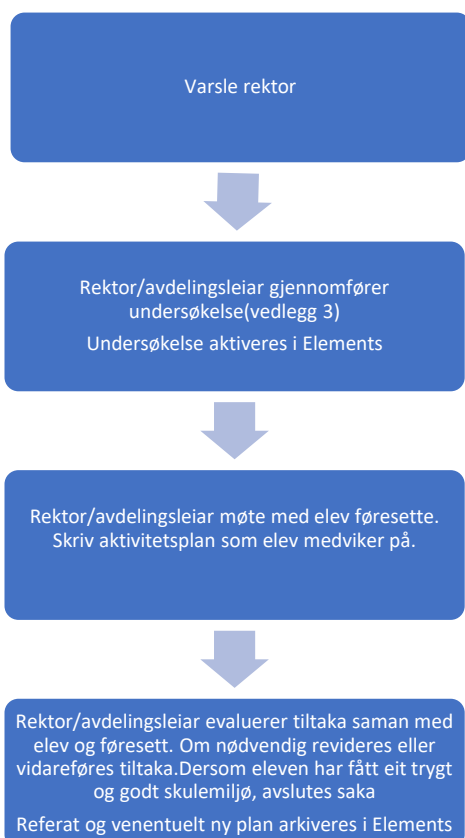 Varsle rektor
Rektor/avdelingsleiar gjennomfører
undersøkelse(vedlegg 3)
Undersøkelse aktiveres i Elements
Rektor/avdelingsleiar møte med elev føresette.
Skriv aktivitetsplan som elev medviker på.
Rektor/avdelingsleiar evaluerer tiltaka saman med
elev og føresett. Om nødvendig revideres eller
vidareføres tiltaka.Dersom eleven har fått eit trygt
og godt skulemiljø, avslutes saka
Referat og venentuelt ny plan arkiveres i Elements